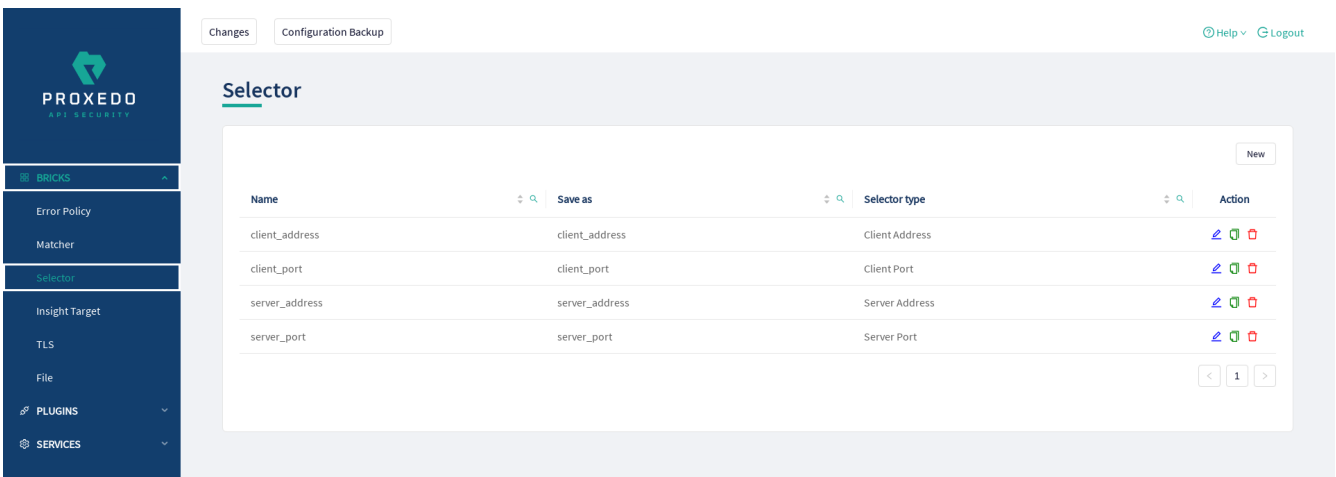 Changes Configuration Backup Help Logout
PROXEDO
API SECURITY
Selector
New
BRICKS
Error Policy
Matcher
Selector
Insight Target
TLS
File
PLUGINS
SERVICES
Name Save as Selector type Action
client_address client_address Client Address
client_port client_port Client Port
server_address server_address Server Address
server_port server_port Server Port
< 1 >